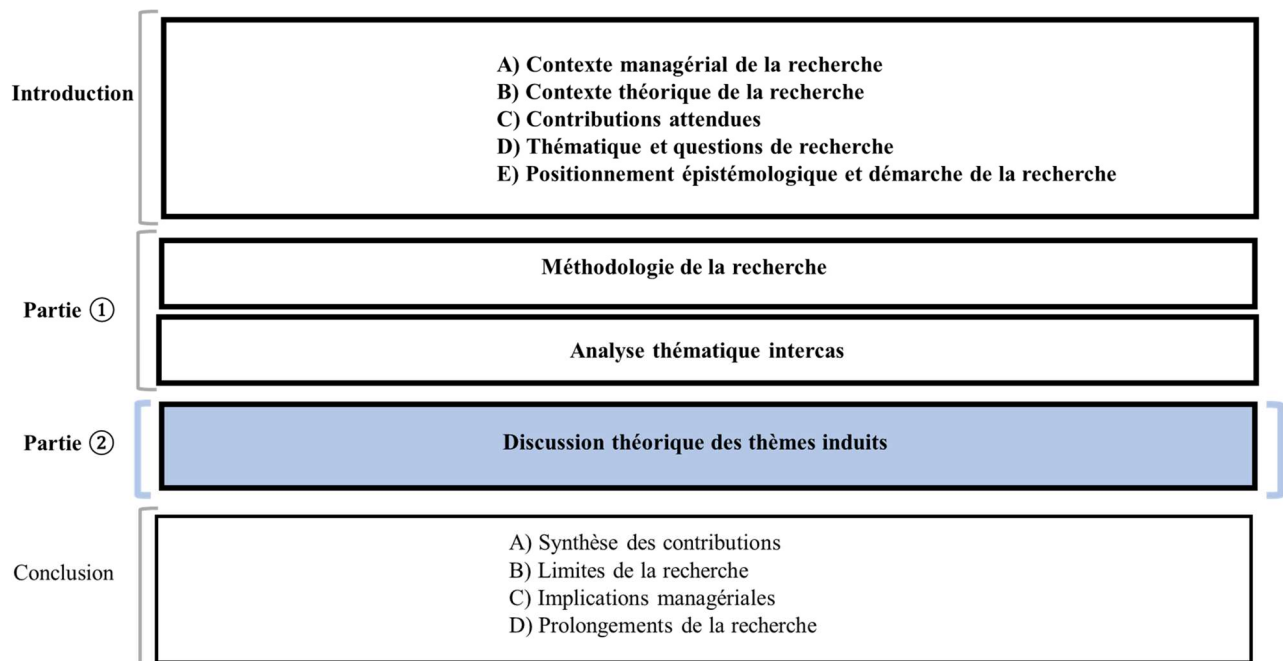 Introduction
A) Contexte managérial de la recherche
B) Contexte théorique de la recherche
C) Contributions attendues
D) Thématique et questions de recherche
E) Positionnement épistémologique et démarche de la recherche
Partie ①
Méthodologie de la recherche
Analyse thématique intercas
Partie ②
Discussion théorique des thèmes induits
Conclusion
A) Synthèse des contributions
B) Limites de la recherche
C) Implications managériales
D) Prolongements de la recherche